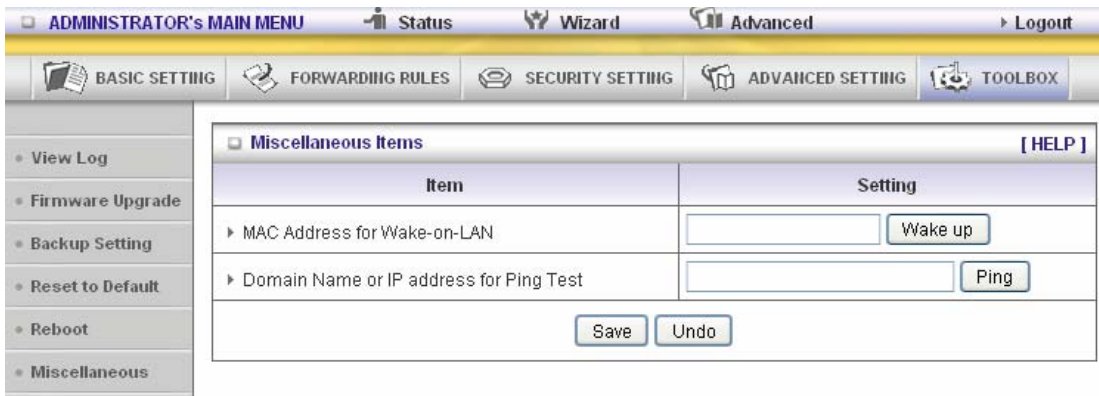 ADMINISTRATOR's MAIN MENU Status Wizard Advanced Logout
BASIC SETTING FORWARDING RULES SECURITY SETTING ADVANCED SETTING TOOLBOX
View Log
Firmware Upgrade
Backup Setting
Reset to Default
Reboot
Miscellaneous
Miscellaneous Items [ HELP ]
Item Setting
MAC Address for Wake-on-LAN Wake up
Domain Name or IP address for Ping Test Ping
Save Undo